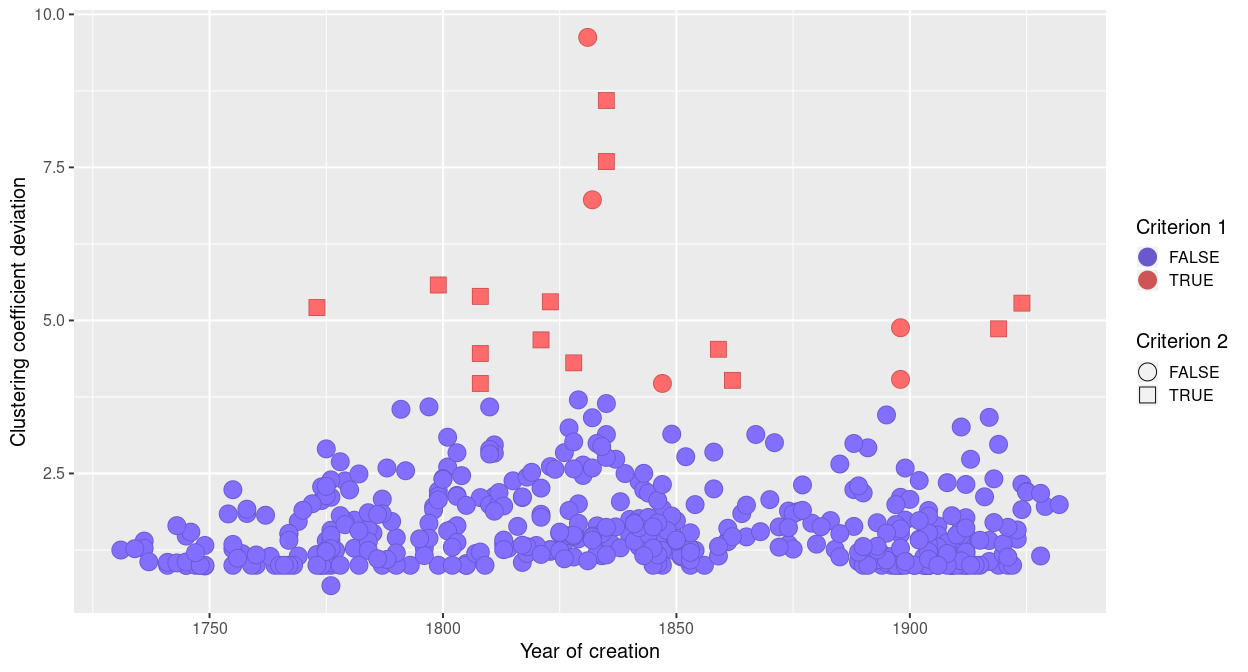 10.0
7.5
5.0
2.5
Clustering coefficient deviation
1750
1800
1850
1900
Year of creation
Criterion 1
FALSE
TRUE
Criterion 2
FALSE
TRUE